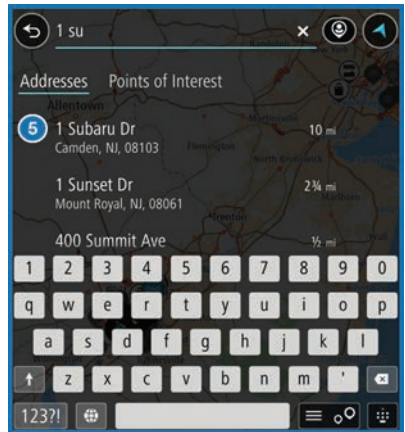 1 su
Addresses Points of Interest
Allentown
5 1 Subaru Dr 10 mi
Camden, NJ, 08103
Flemington
1 Sunset Dr 2¾ mi
Mount Royal, NJ, 08061
Trenton
400 Summit Ave ½ mi
1 2 3 4 5 6 7 8 9 0
q w e r t y u i o p
a s d f g h j k l
z x c v b n m '
123?!